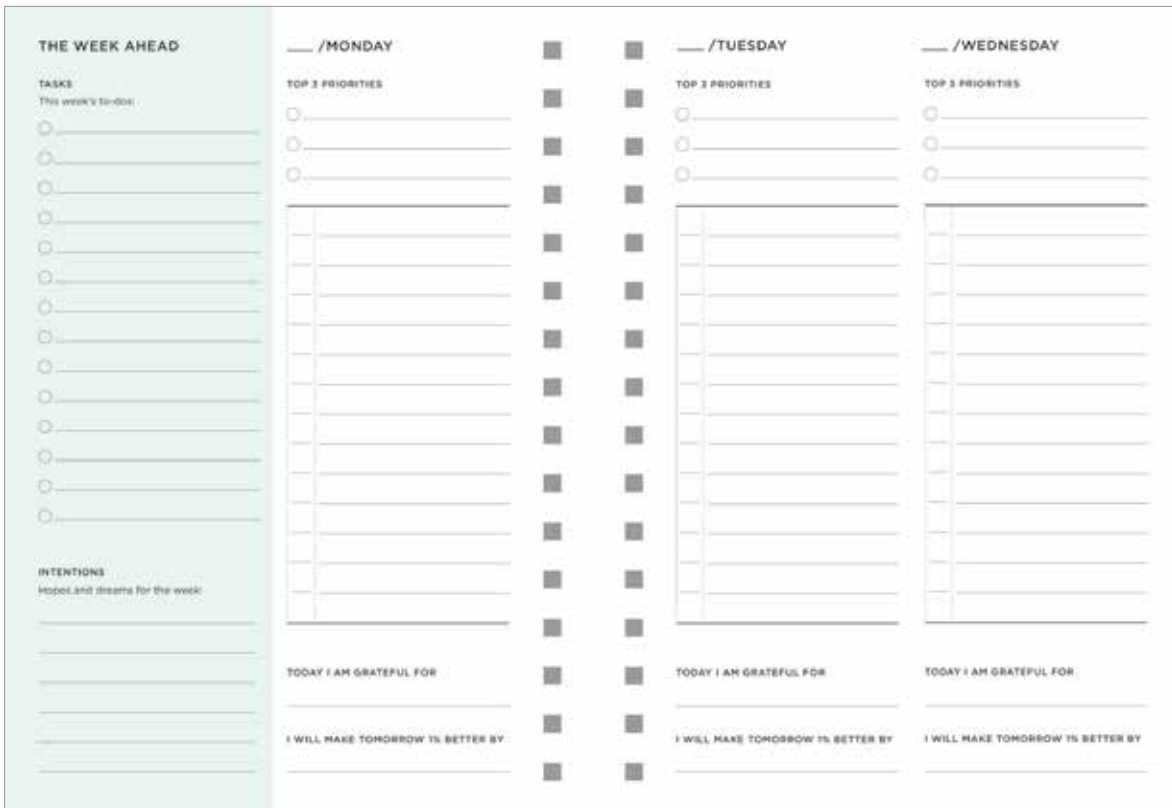 THE WEEK AHEAD
TASKS
This week's to-dos:
INTENTIONS
Hopes and dreams for the week:
___ /MONDAY
TOP 3 PRIORITIES
TODAY I AM GRATEFUL FOR
I WILL MAKE TOMORROW 1% BETTER BY
___ /TUESDAY
TOP 3 PRIORITIES
TODAY I AM GRATEFUL FOR
I WILL MAKE TOMORROW 1% BETTER BY
___ /WEDNESDAY
TOP 3 PRIORITIES
TODAY I AM GRATEFUL FOR
I WILL MAKE TOMORROW 1% BETTER BY